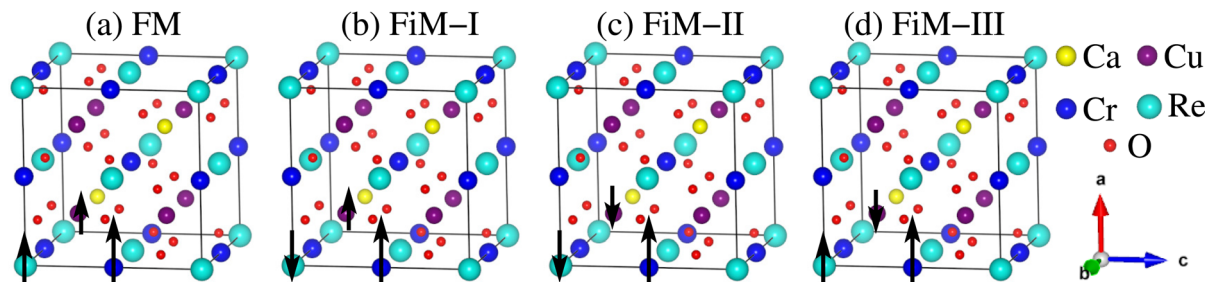 (a) FM
(b) FiM–I
(c) FiM–II
(d) FiM–III
Ca
Cu
Cr
Re
O
a
b
c